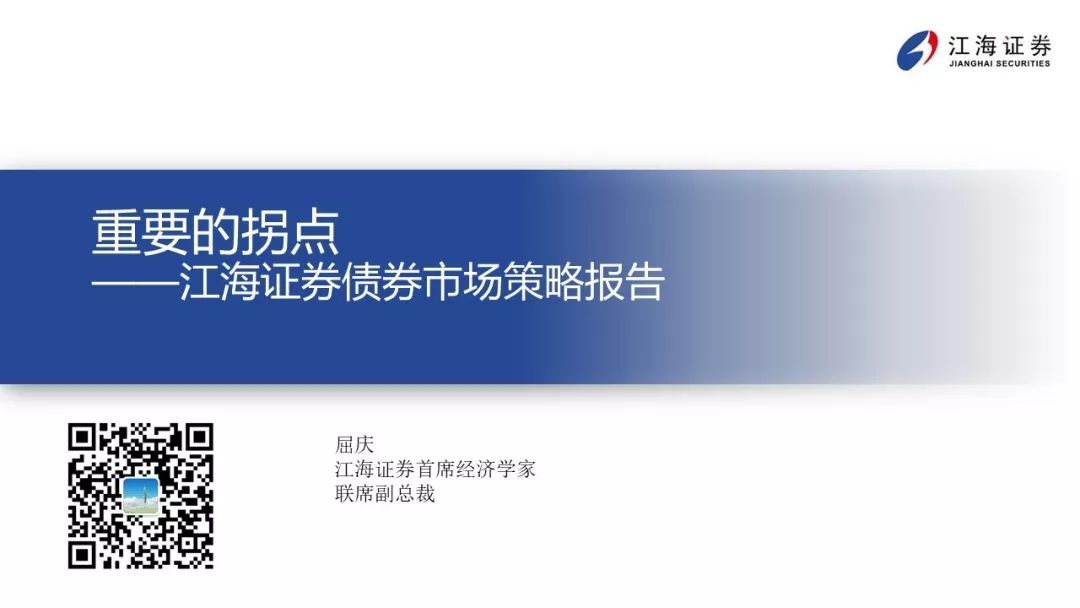 江海证券
JIANGHAI SECURITIES
重要的拐点
——江海证券债券市场策略报告
屈庆
江海证券首席经济学家
联席副总裁